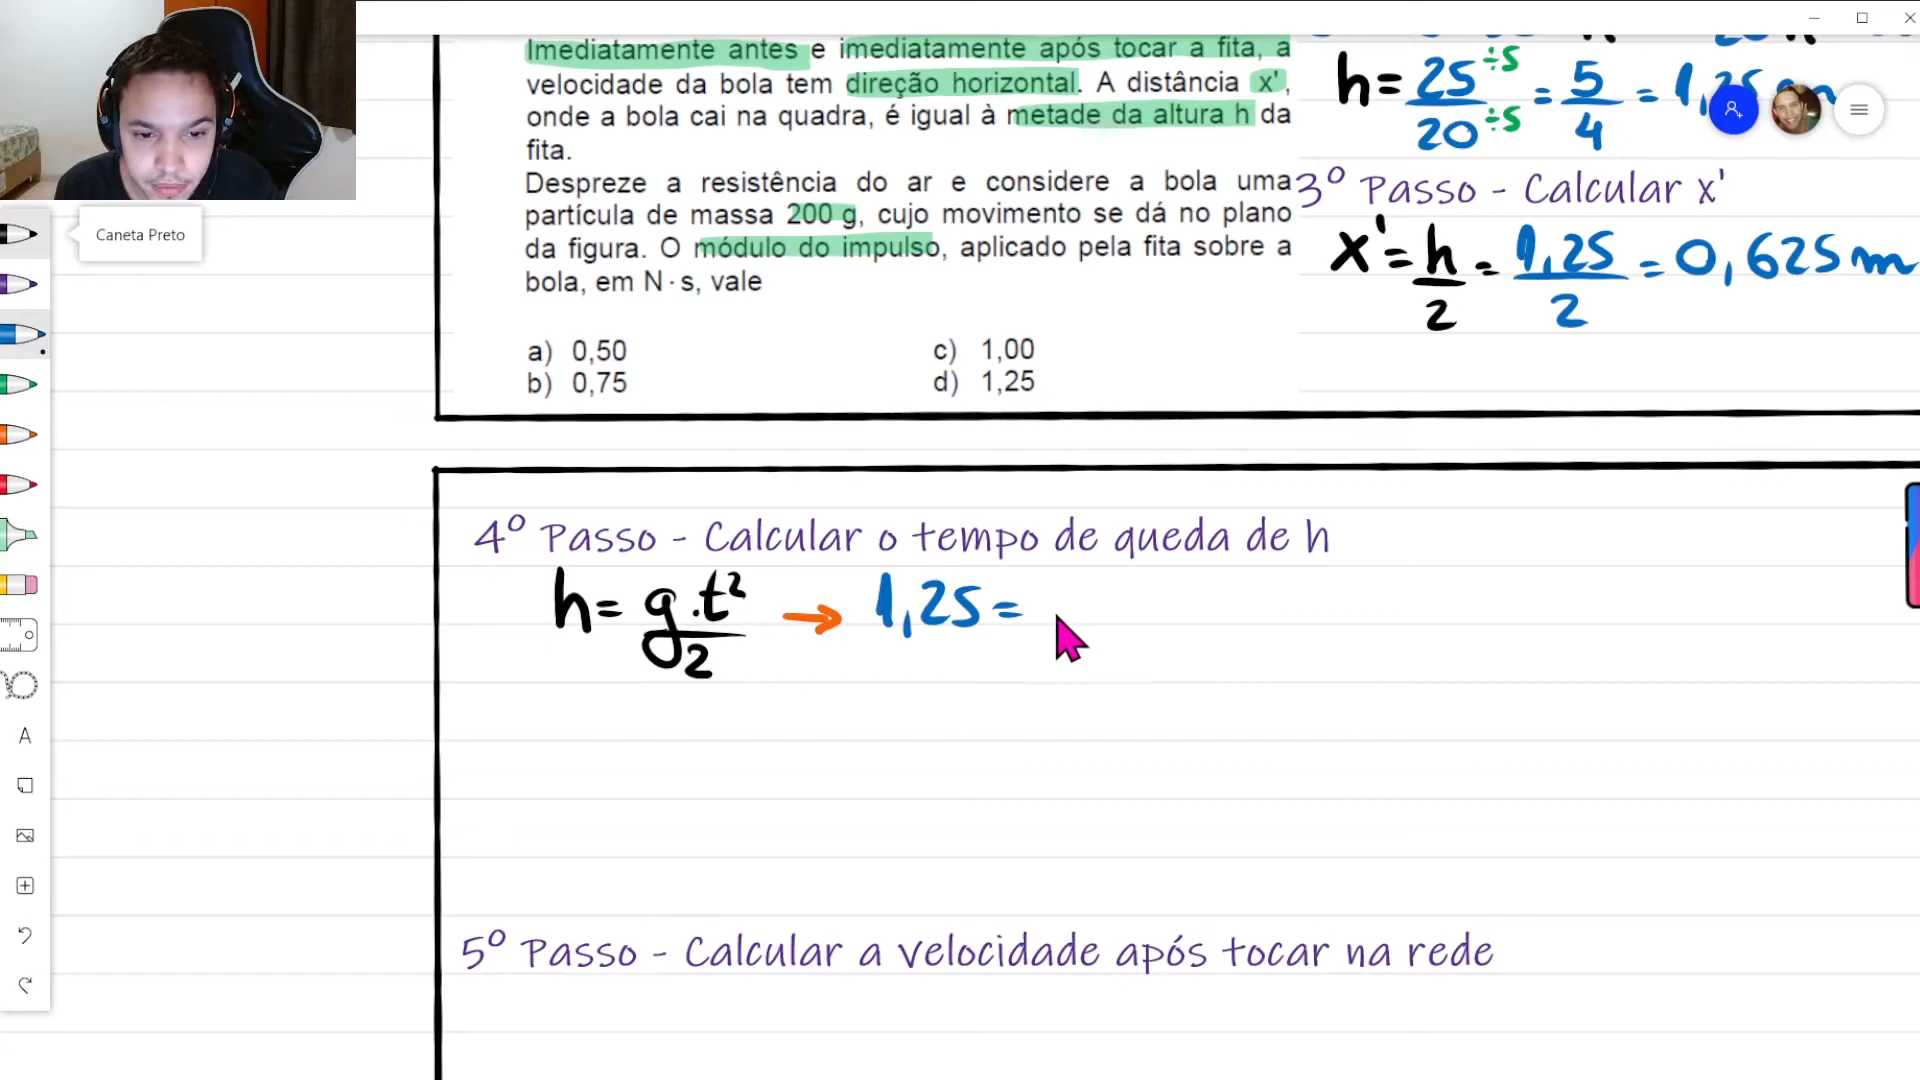 Imediatamente antes e imediatamente após tocar a fita, a
velocidade da bola tem direção horizontal. A distância x',
onde a bola cai na quadra, é igual à metade da altura h da
fita.
Despreze a resistência do ar e considere a bola uma
partícula de massa 200 g, cujo movimento se dá no plano
da figura. O módulo do impulso, aplicado pela fita sobre a
bola, em N · s, vale
a) 0,50
b) 0,75
c) 1,00
d) 1,25
h = 25 ÷5 / 20 ÷5 = 5/4 = 1,25 m
3º Passo - Calcular x'
x' = h/2 = 1,25/2 = 0,625 m
Caneta Preto
A
4º Passo - Calcular o tempo de queda de h
h = g.t²/2 → 1,25 =
5º Passo - Calcular a velocidade após tocar na rede